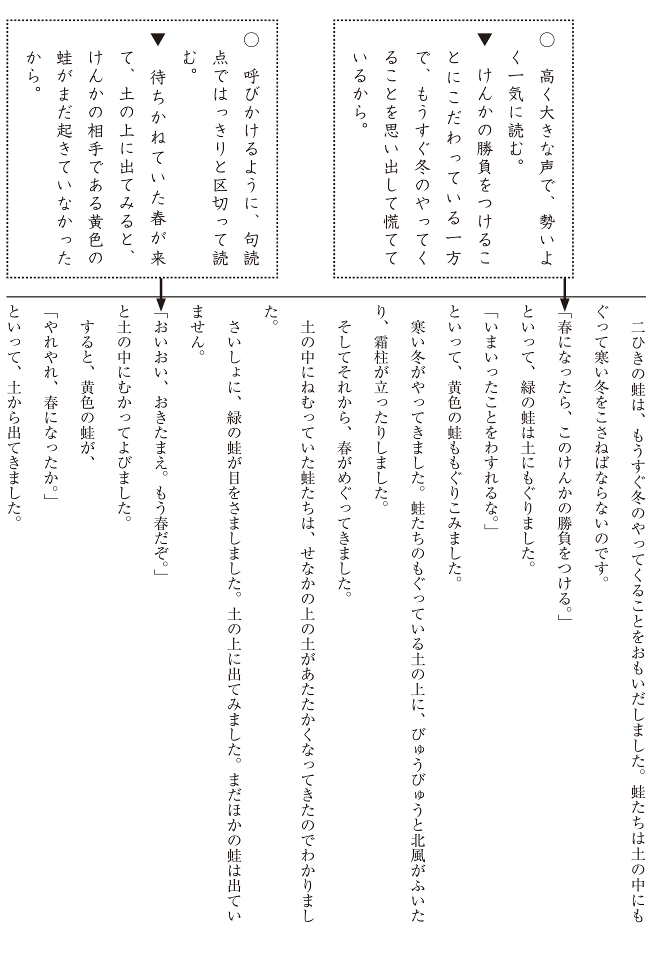 ○　高く大きな声で、勢いよ
く一気に読む。
▼　けんかの勝負をつけるこ
とにこだわっている一方
で、もうすぐ冬のやってく
ることを思い出して慌てて
いるから。
○　呼びかけるように、句読
点ではっきりと区切って読
む。
▼　待ちかねていた春が来
て、土の上に出てみると、
けんかの相手である黄色の
蛙がまだ起きていなかった
から。
二ひきの蛙は、もうすぐ冬のやってくることをおもいだしました。蛙たちは土の中にも
ぐって寒い冬をこさねばならないのです。
「春になったら、このけんかの勝負をつける。」
といって、緑の蛙は土にもぐりました。
「いまいったことをわすれるな。」
といって、黄色の蛙ももぐりこみました。
寒い冬がやってきました。蛙たちのもぐっている土の上に、びゅうびゅうと北風がふいた
り、霜柱が立ったりしました。
そしてそれから、春がめぐってきました。
土の中にねむっていた蛙たちは、せなかの上の土があたたかくなってきたのでわかりまし
た。
さいしょに、緑の蛙が目をさましました。土の上に出てみました。まだほかの蛙は出てい
ません。
「おいおい、おきたまえ。もう春だぞ。」
と土の中にむかってよびました。
すると、黄色の蛙が、
「やれやれ、春になったか。」
といって、土から出てきました。